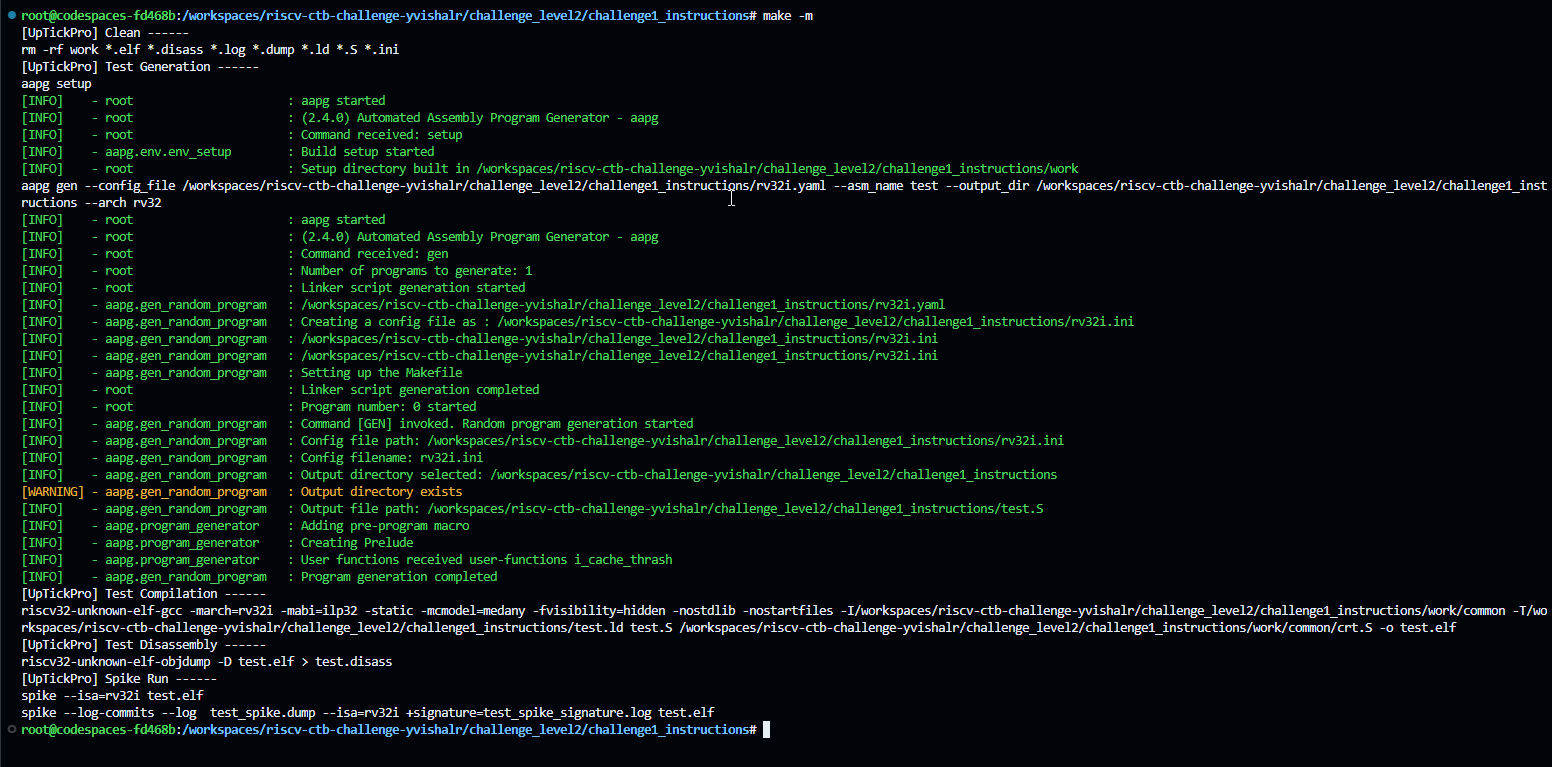 root@codespaces-fd468b:/workspaces/riscv-ctb-challenge-yvishalr/challenge_level2/challenge1_instructions# make -m
[UpTickPro] Clean ------
rm -rf work *.elf *.disass *.log *.dump *.ld *.S *.ini
[UpTickPro] Test Generation ------
aapg setup
[INFO]    - root                      : aapg started
[INFO]    - root                      : (2.4.0) Automated Assembly Program Generator - aapg
[INFO]    - root                      : Command received: setup
[INFO]    - aapg.env.env_setup        : Build setup started
[INFO]    - root                      : Setup directory built in /workspaces/riscv-ctb-challenge-yvishalr/challenge_level2/challenge1_instructions/work
aapg gen --config_file /workspaces/riscv-ctb-challenge-yvishalr/challenge_level2/challenge1_instructions/rv32i.yaml --asm_name test --output_dir /workspaces/riscv-ctb-challenge-yvishalr/challenge_level2/challenge1_inst
ructions --arch rv32
[INFO]    - root                      : aapg started
[INFO]    - root                      : (2.4.0) Automated Assembly Program Generator - aapg
[INFO]    - root                      : Command received: gen
[INFO]    - root                      : Number of programs to generate: 1
[INFO]    - root                      : Linker script generation started
[INFO]    - aapg.gen_random_program   : /workspaces/riscv-ctb-challenge-yvishalr/challenge_level2/challenge1_instructions/rv32i.yaml
[INFO]    - aapg.gen_random_program   : Creating a config file as : /workspaces/riscv-ctb-challenge-yvishalr/challenge_level2/challenge1_instructions/rv32i.ini
[INFO]    - aapg.gen_random_program   : /workspaces/riscv-ctb-challenge-yvishalr/challenge_level2/challenge1_instructions/rv32i.ini
[INFO]    - aapg.gen_random_program   : /workspaces/riscv-ctb-challenge-yvishalr/challenge_level2/challenge1_instructions/rv32i.ini
[INFO]    - aapg.gen_random_program   : Setting up the Makefile
[INFO]    - root                      : Linker script generation completed
[INFO]    - root                      : Program number: 0 started
[INFO]    - aapg.gen_random_program   : Command [GEN] invoked. Random program generation started
[INFO]    - aapg.gen_random_program   : Config file path: /workspaces/riscv-ctb-challenge-yvishalr/challenge_level2/challenge1_instructions/rv32i.ini
[INFO]    - aapg.gen_random_program   : Config filename: rv32i.ini
[INFO]    - aapg.gen_random_program   : Output directory selected: /workspaces/riscv-ctb-challenge-yvishalr/challenge_level2/challenge1_instructions
[WARNING] - aapg.gen_random_program   : Output directory exists
[INFO]    - aapg.gen_random_program   : Output file path: /workspaces/riscv-ctb-challenge-yvishalr/challenge_level2/challenge1_instructions/test.S
[INFO]    - aapg.program_generator    : Adding pre-program macro
[INFO]    - aapg.program_generator    : Creating Prelude
[INFO]    - aapg.program_generator    : User functions received user-functions i_cache_thrash
[INFO]    - aapg.gen_random_program   : Program generation completed
[UpTickPro] Test Compilation ------
riscv32-unknown-elf-gcc -march=rv32i -mabi=ilp32 -static -mcmodel=medany -fvisibility=hidden -nostdlib -nostartfiles -I/workspaces/riscv-ctb-challenge-yvishalr/challenge_level2/challenge1_instructions/work/common -T/wo
rkspaces/riscv-ctb-challenge-yvishalr/challenge_level2/challenge1_instructions/test.ld test.S /workspaces/riscv-ctb-challenge-yvishalr/challenge_level2/challenge1_instructions/work/common/crt.S -o test.elf
[UpTickPro] Test Disassembly ------
riscv32-unknown-elf-objdump -D test.elf > test.disass
[UpTickPro] Spike Run ------
spike --isa=rv32i test.elf
spike --log-commits --log  test_spike.dump --isa=rv32i +signature=test_spike_signature.log test.elf
root@codespaces-fd468b:/workspaces/riscv-ctb-challenge-yvishalr/challenge_level2/challenge1_instructions#